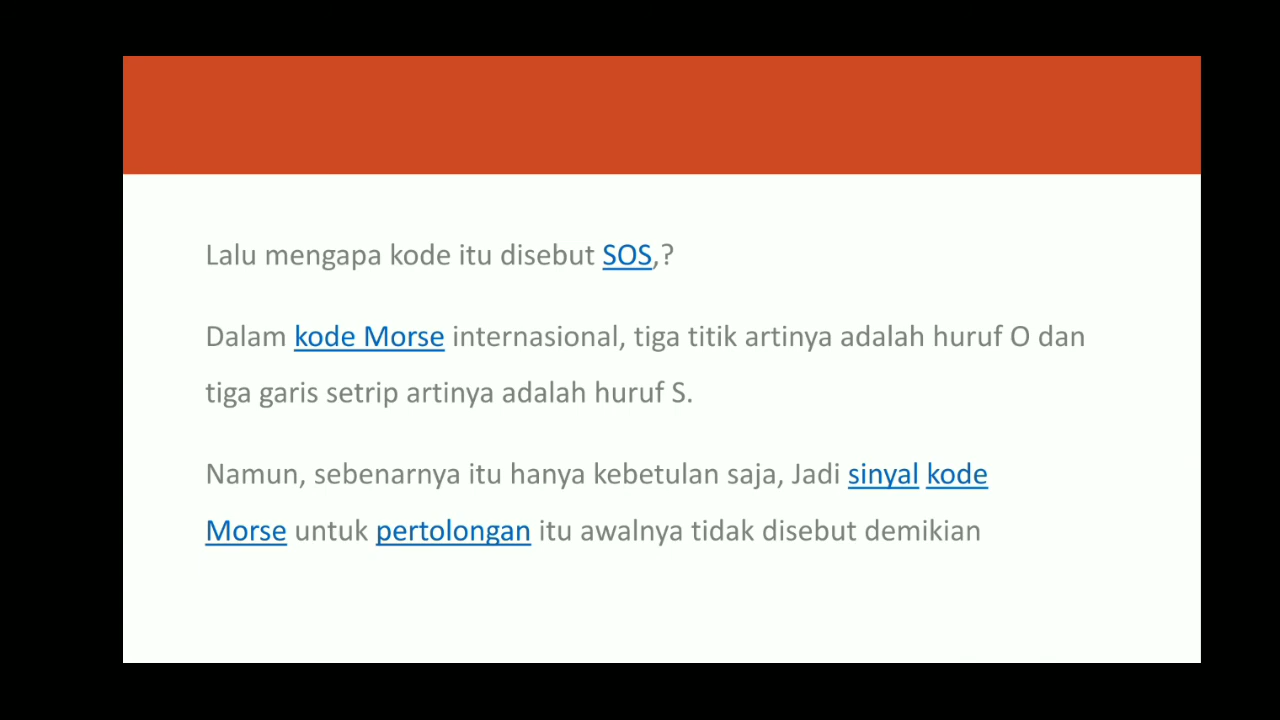 Lalu mengapa kode itu disebut SOS,?
Dalam kode Morse internasional, tiga titik artinya adalah huruf O dan
tiga garis setrip artinya adalah huruf S.
Namun, sebenarnya itu hanya kebetulan saja, Jadi sinyal kode
Morse untuk pertolongan itu awalnya tidak disebut demikian